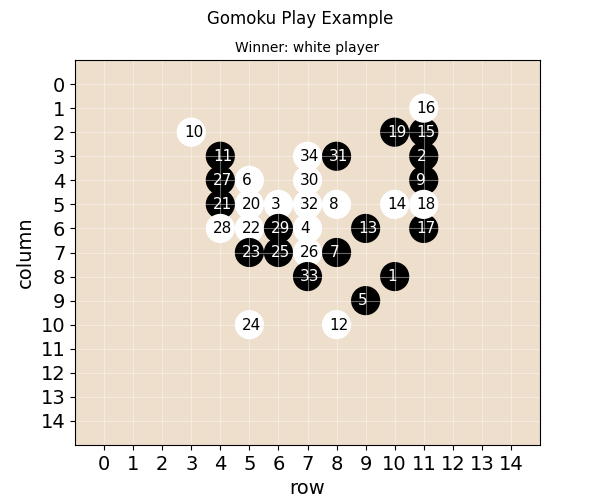 Gomoku Play Example
Winner: white player
0
1 16
2 10 19 15
3 11 34 31 2
4 27 6 30 9
5 21 20 3 32 8 14 18
6 28 22 29 4 13 17
7 23 25 26 7
8 33 1
9 5
10 24 12
11
12
13
14
column
0 1 2 3 4 5 6 7 8 9 10 11 12 13 14
row